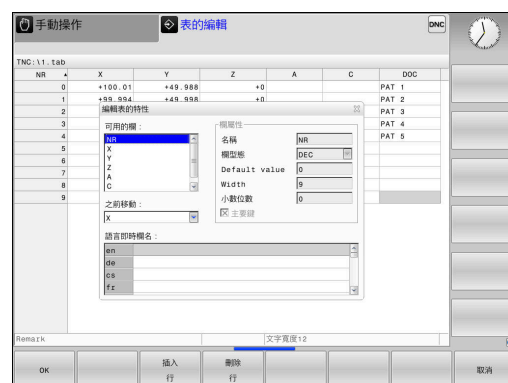 手動操作 表的編輯 DNC
TNC:\1.tab
NR X Y Z A C DOC
0 +100.01 +49.988 +0 PAT 1
1 +99.994 +49.998 +0 PAT 2
2 PAT 3
3 PAT 4
4 PAT 5
5
6
7
8
9
編輯表的特性
可用的欄:
NR
X
Y
Z
A
C
之前移動:
X
欄屬性
名稱 NR
欄型態 DEC
Default value 0
Width 9
小數位數 0
主要鍵
語言即時欄名:
en
de
cs
fr
Remark 文字寬度12
OK 插入 行 刪除 行 取消